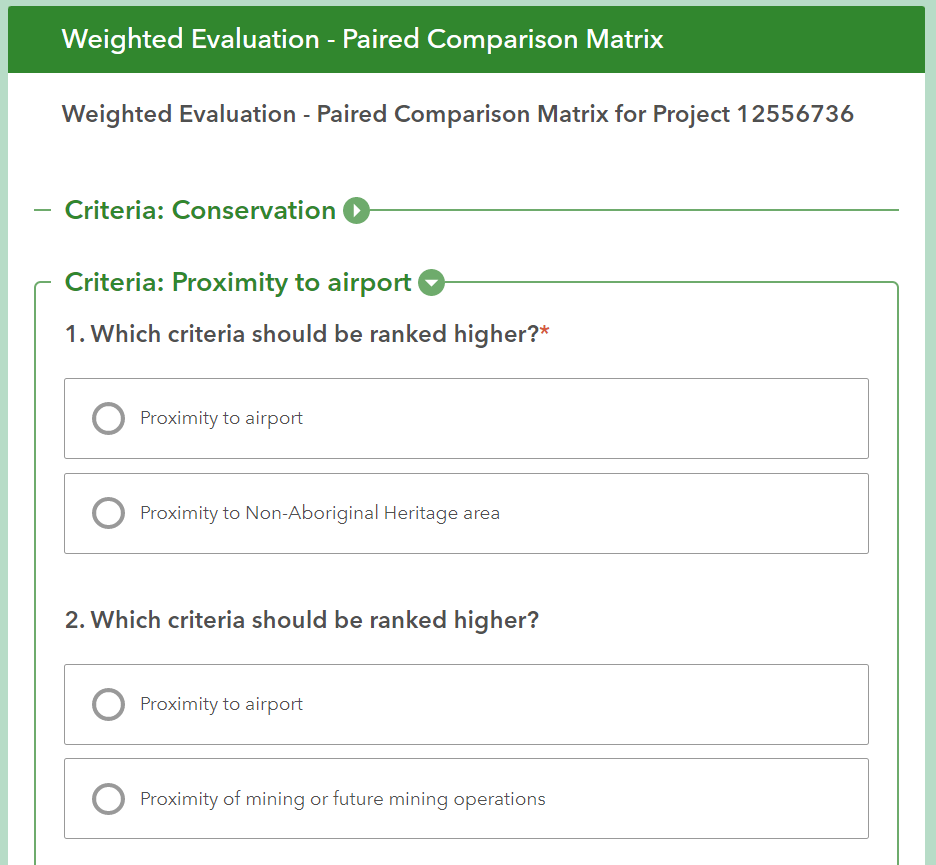 Weighted Evaluation - Paired Comparison Matrix
Weighted Evaluation - Paired Comparison Matrix for Project 12556736
Criteria: Conservation
Criteria: Proximity to airport
1. Which criteria should be ranked higher?*
Proximity to airport
Proximity to Non-Aboriginal Heritage area
2. Which criteria should be ranked higher?
Proximity to airport
Proximity of mining or future mining operations